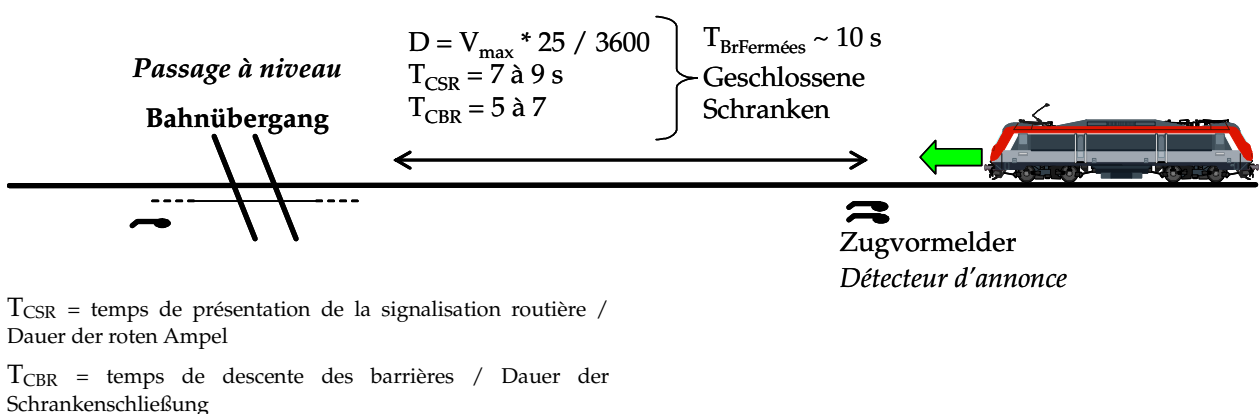 Passage à niveau
Bahnübergang
D = Vmax * 25 / 3600
TCSR = 7 à 9 s
TCBR = 5 à 7
TBrFermées ~ 10 s
Geschlossene
Schranken
Zugvormelder
Détecteur d'annonce
TCSR = temps de présentation de la signalisation routière /
Dauer der roten Ampel
TCBR = temps de descente des barrières / Dauer der
Schrankenschließung